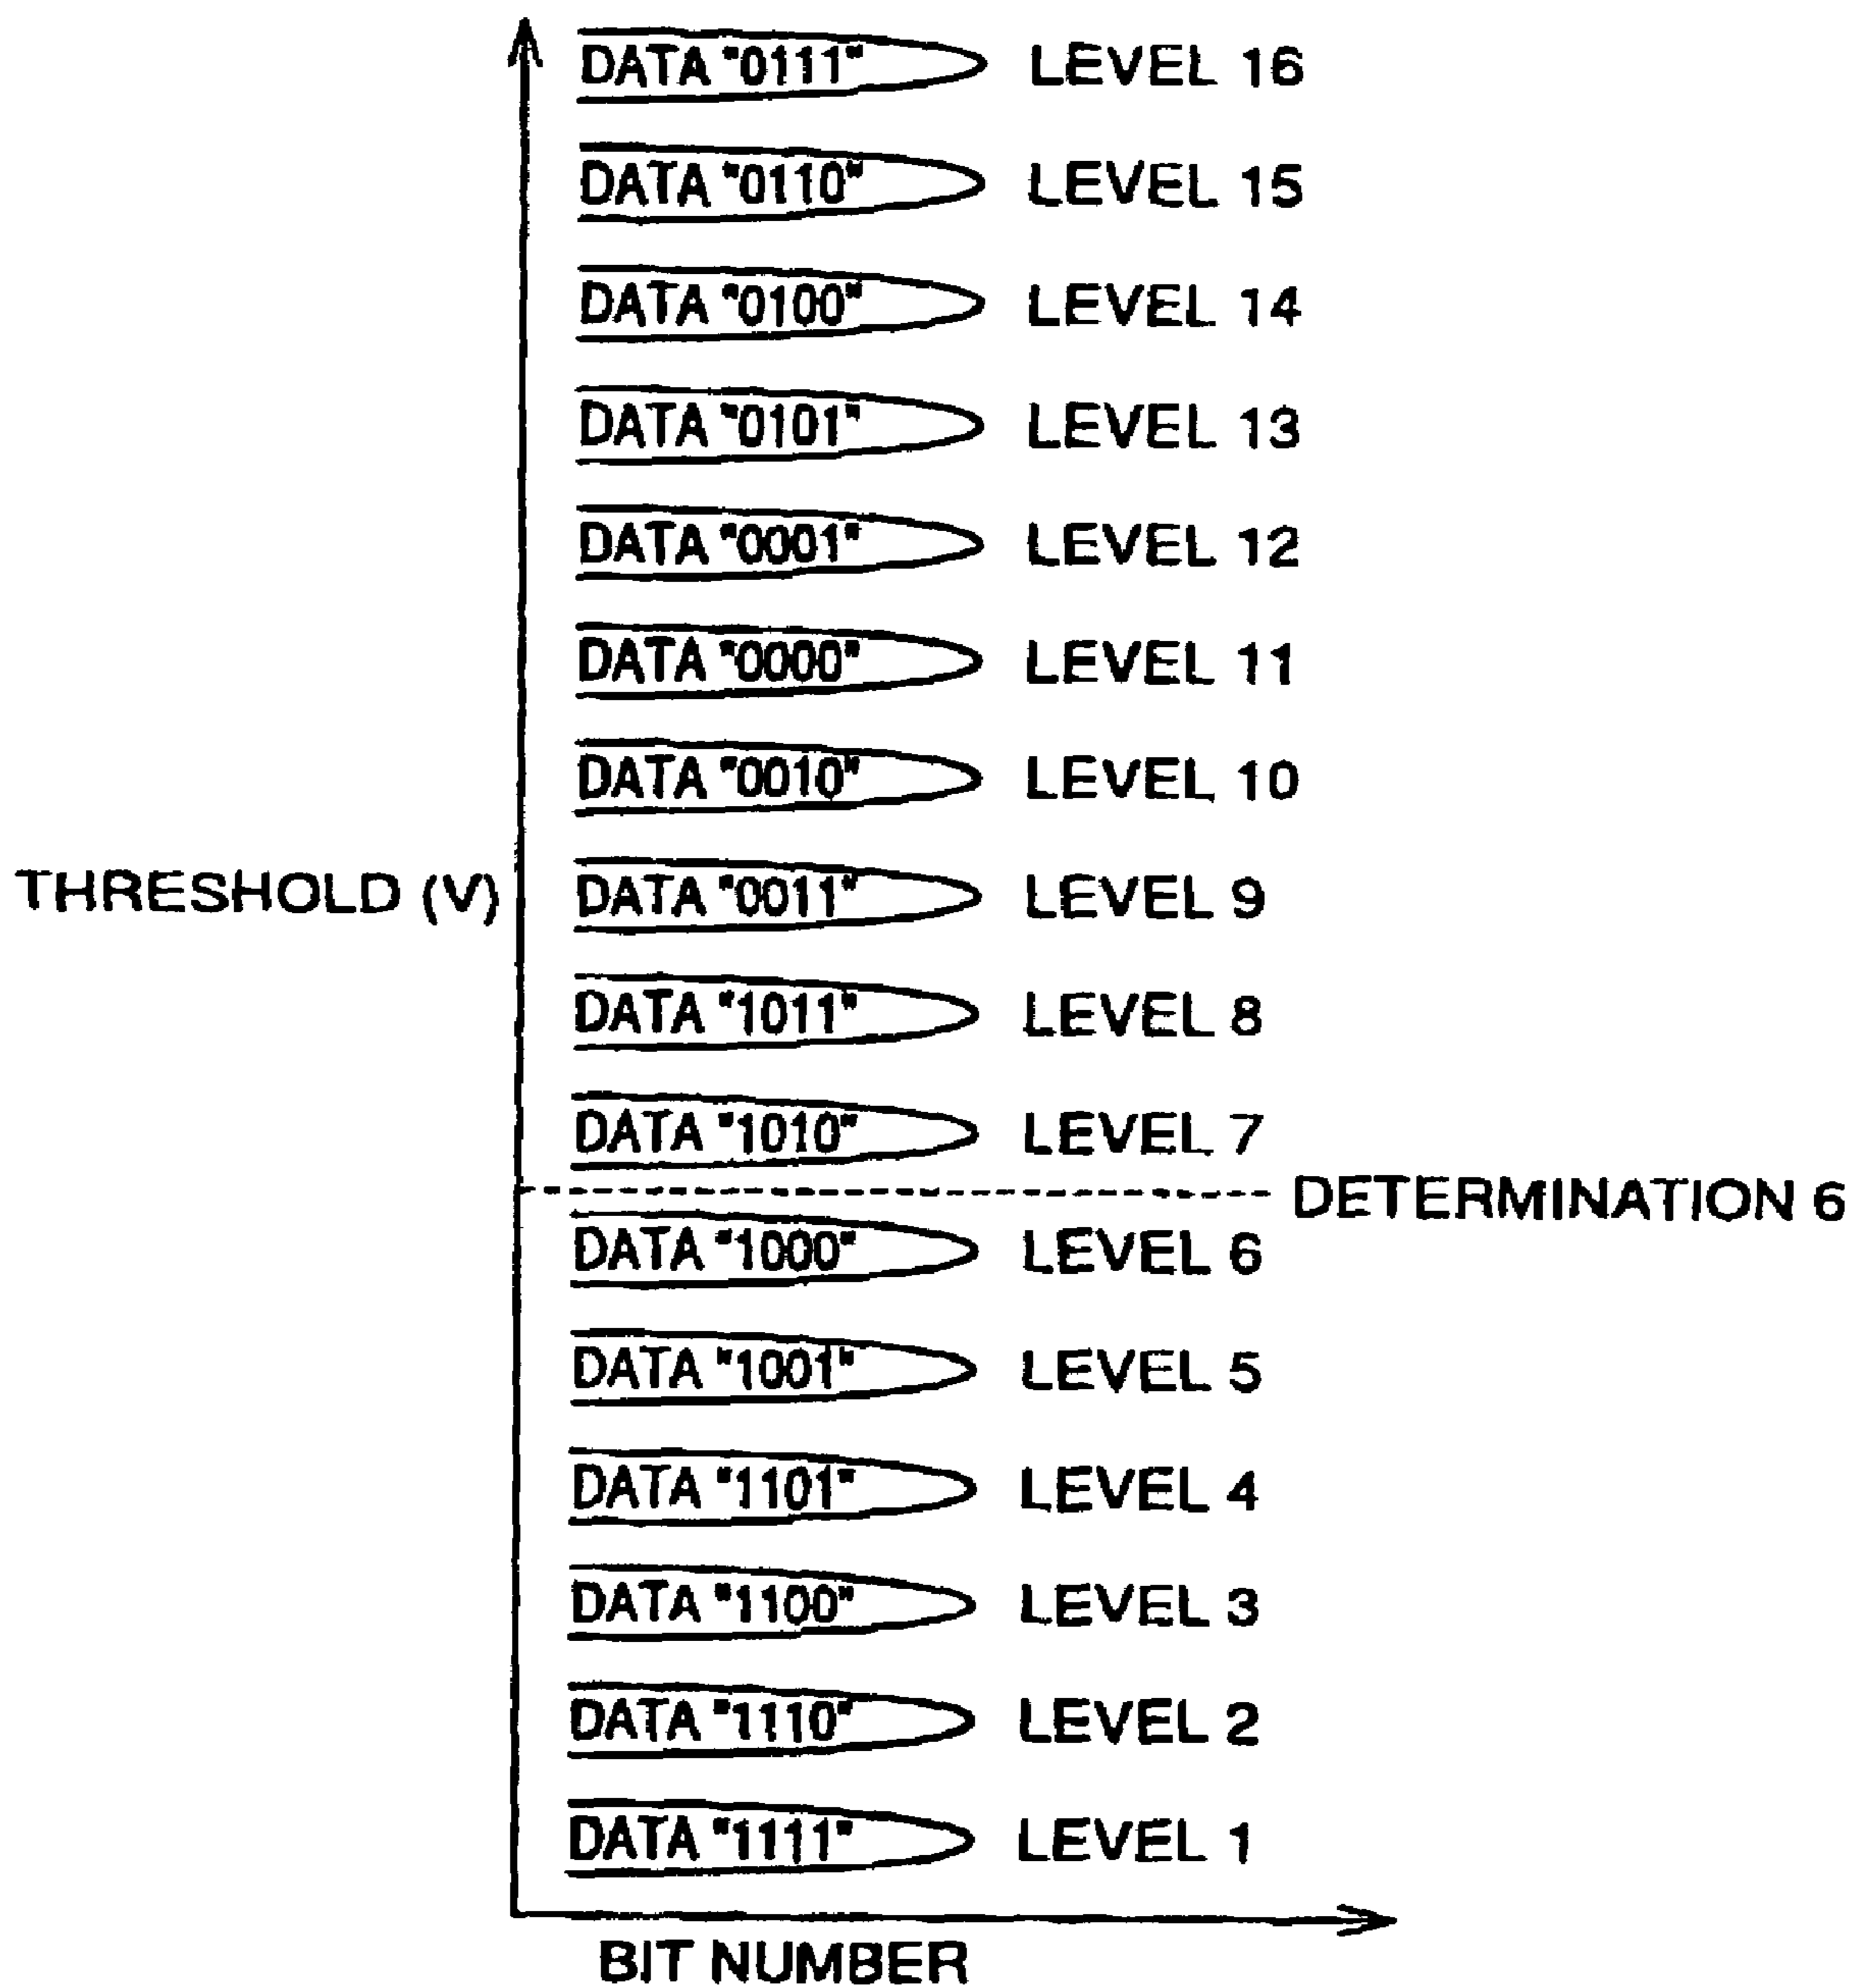 DATA "0111" LEVEL 16
DATA "0110" LEVEL 15
DATA "0100" LEVEL 14
DATA "0101" LEVEL 13
DATA "0001" LEVEL 12
DATA "0000" LEVEL 11
DATA "0010" LEVEL 10
THRESHOLD (V)
DATA "0011" LEVEL 9
DATA "1011" LEVEL 8
DATA "1010" LEVEL 7
DETERMINATION 6
DATA "1000" LEVEL 6
DATA "1001" LEVEL 5
DATA "1101" LEVEL 4
DATA "1100" LEVEL 3
DATA "1110" LEVEL 2
DATA "1111" LEVEL 1
BIT NUMBER